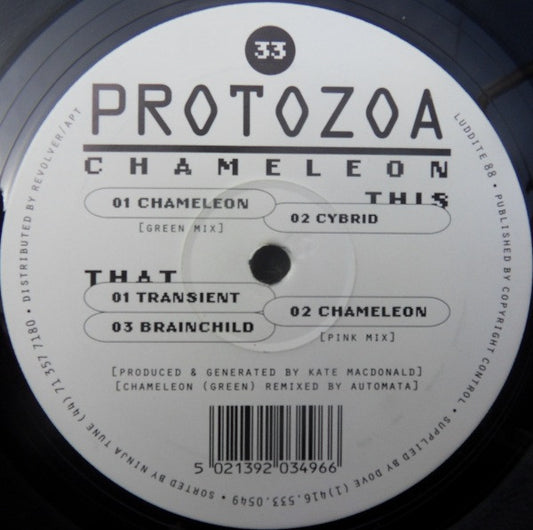 33
PROTOZOA
CHAMELEON
THIS
01 CHAMELEON
[GREEN MIX]
02 CYBRID
THAT
01 TRANSIENT
02 CHAMELEON
[PINK MIX]
03 BRAINCHILD
[PRODUCED & GENERATED BY KATE MACDONALD]
[CHAMELEON (GREEN) REMIXED BY AUTOMATA]
5 021392 034966
LUDDITE 88 • PUBLISHED BY COPYRIGHT CONTROL • SUPPLIED BY DOVE (1)416.533.0549 • SORTED BY NINJA TUNE (44) 71 357 7180 • DISTRIBUTED BY REVOLVER/APT